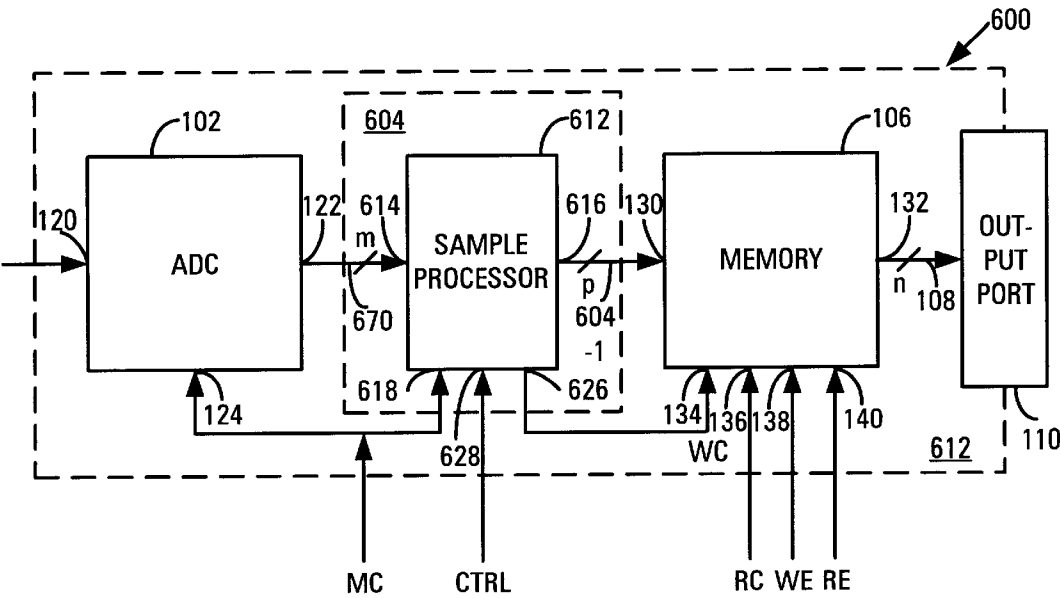 600
102
604
612
106
120
122
614
m
616
130
132
ADC
SAMPLE
PROCESSOR
MEMORY
OUT-
PUT
PORT
670
p
604
-1
n
108
124
618
628
626
134
136
138
140
110
WC
612
MC
CTRL
RC
WE
RE